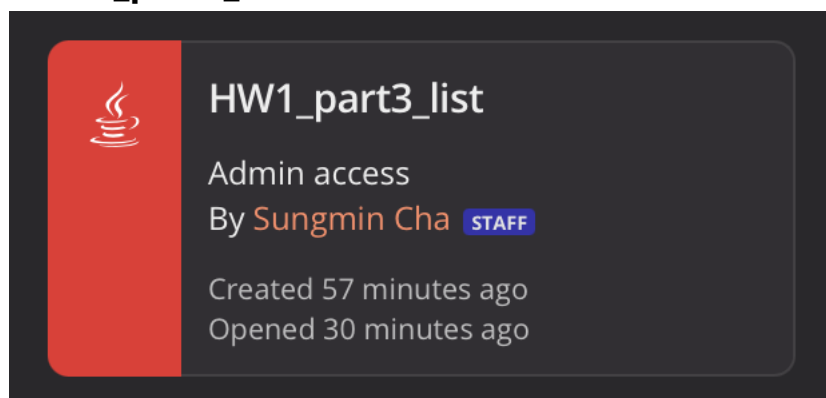 HW1_part3_list
Admin access
By Sungmin Cha STAFF
Created 57 minutes ago
Opened 30 minutes ago